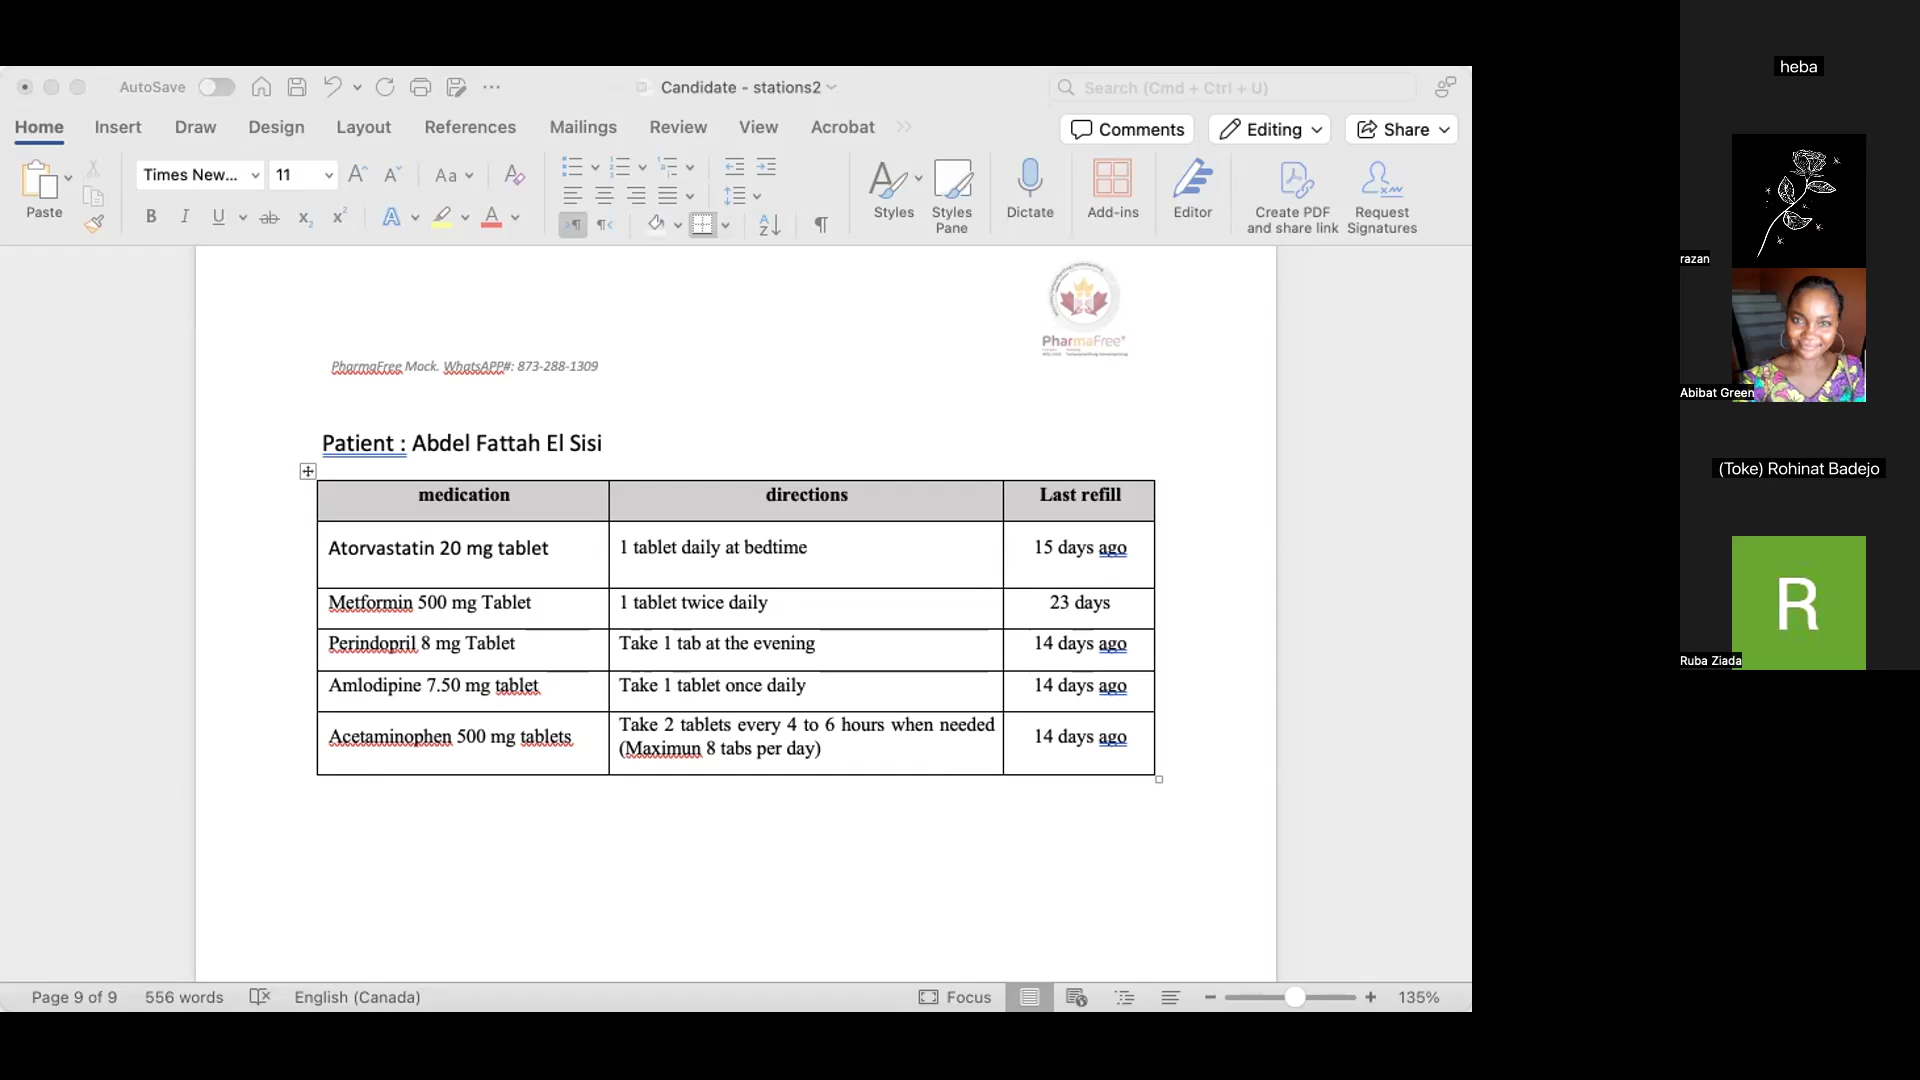 AutoSave
Candidate - stations2
Search (Cmd + Ctrl + U)
Home Insert Draw Design Layout References Mailings Review View Acrobat
Comments Editing Share
Paste
Times New... 11
Aa
Styles
Styles Pane
Dictate
Add-ins
Editor
Create PDF and share link
Request Signatures
PharmaFree®
PharmaFree Mock. WhatsAPP#: 873-288-1309
Patient : Abdel Fattah El Sisi
medication directions Last refill
Atorvastatin 20 mg tablet 1 tablet daily at bedtime 15 days ago
Metformin 500 mg Tablet 1 tablet twice daily 23 days
Perindopril 8 mg Tablet Take 1 tab at the evening 14 days ago
Amlodipine 7.50 mg tablet Take 1 tablet once daily 14 days ago
Acetaminophen 500 mg tablets Take 2 tablets every 4 to 6 hours when needed
(Maximun 8 tabs per day) 14 days ago
Page 9 of 9 556 words English (Canada) Focus 135%
heba
razan
Abibat Green
(Toke) Rohinat Badejo
R
Ruba Ziada